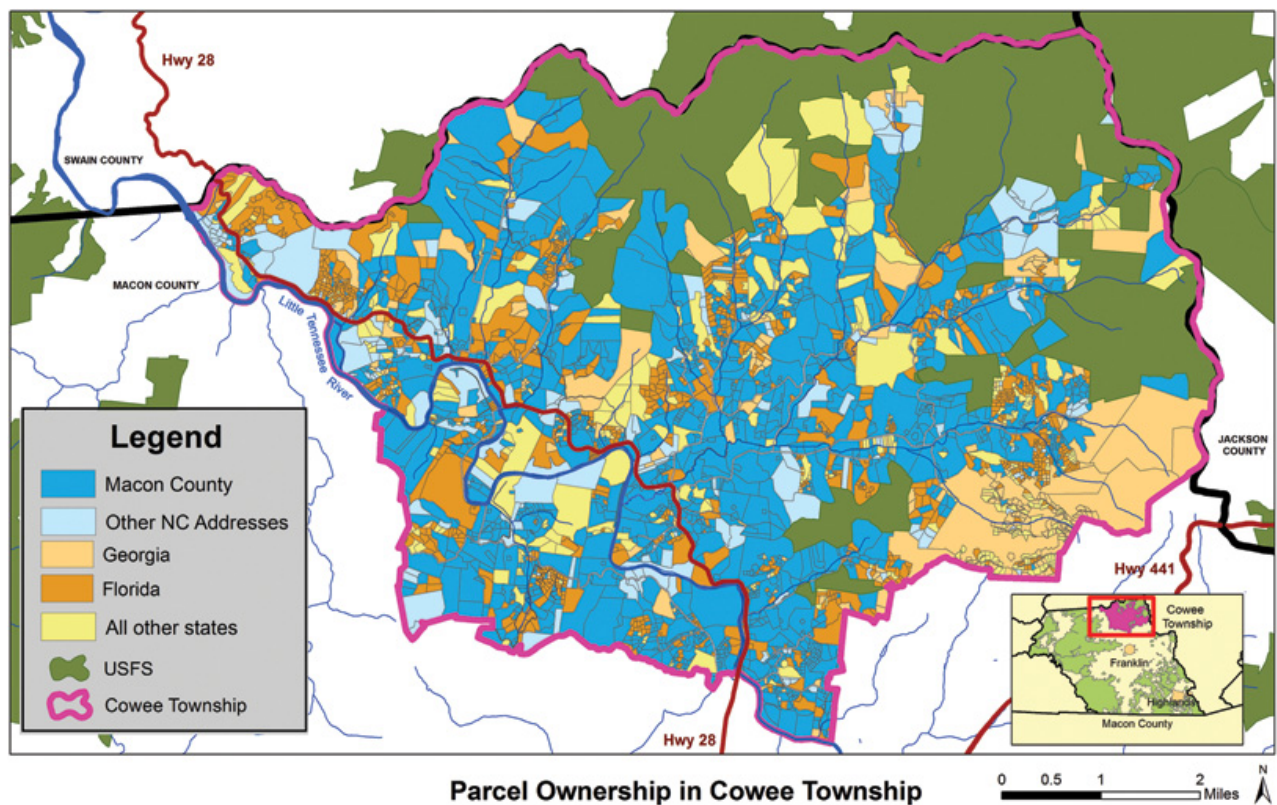 Hwy 28
SWAIN COUNTY
MACON COUNTY
Little Tennessee
River
Legend
Macon County
Other NC Addresses
Georgia
Florida
All other states
USFS
Cowee Township
JACKSON
COUNTY
Hwy 441
Hwy 28
Cowee
Township
Franklin
Highlands
Macon County
Parcel Ownership in Cowee Township
0 0.5 1 2
Miles
N